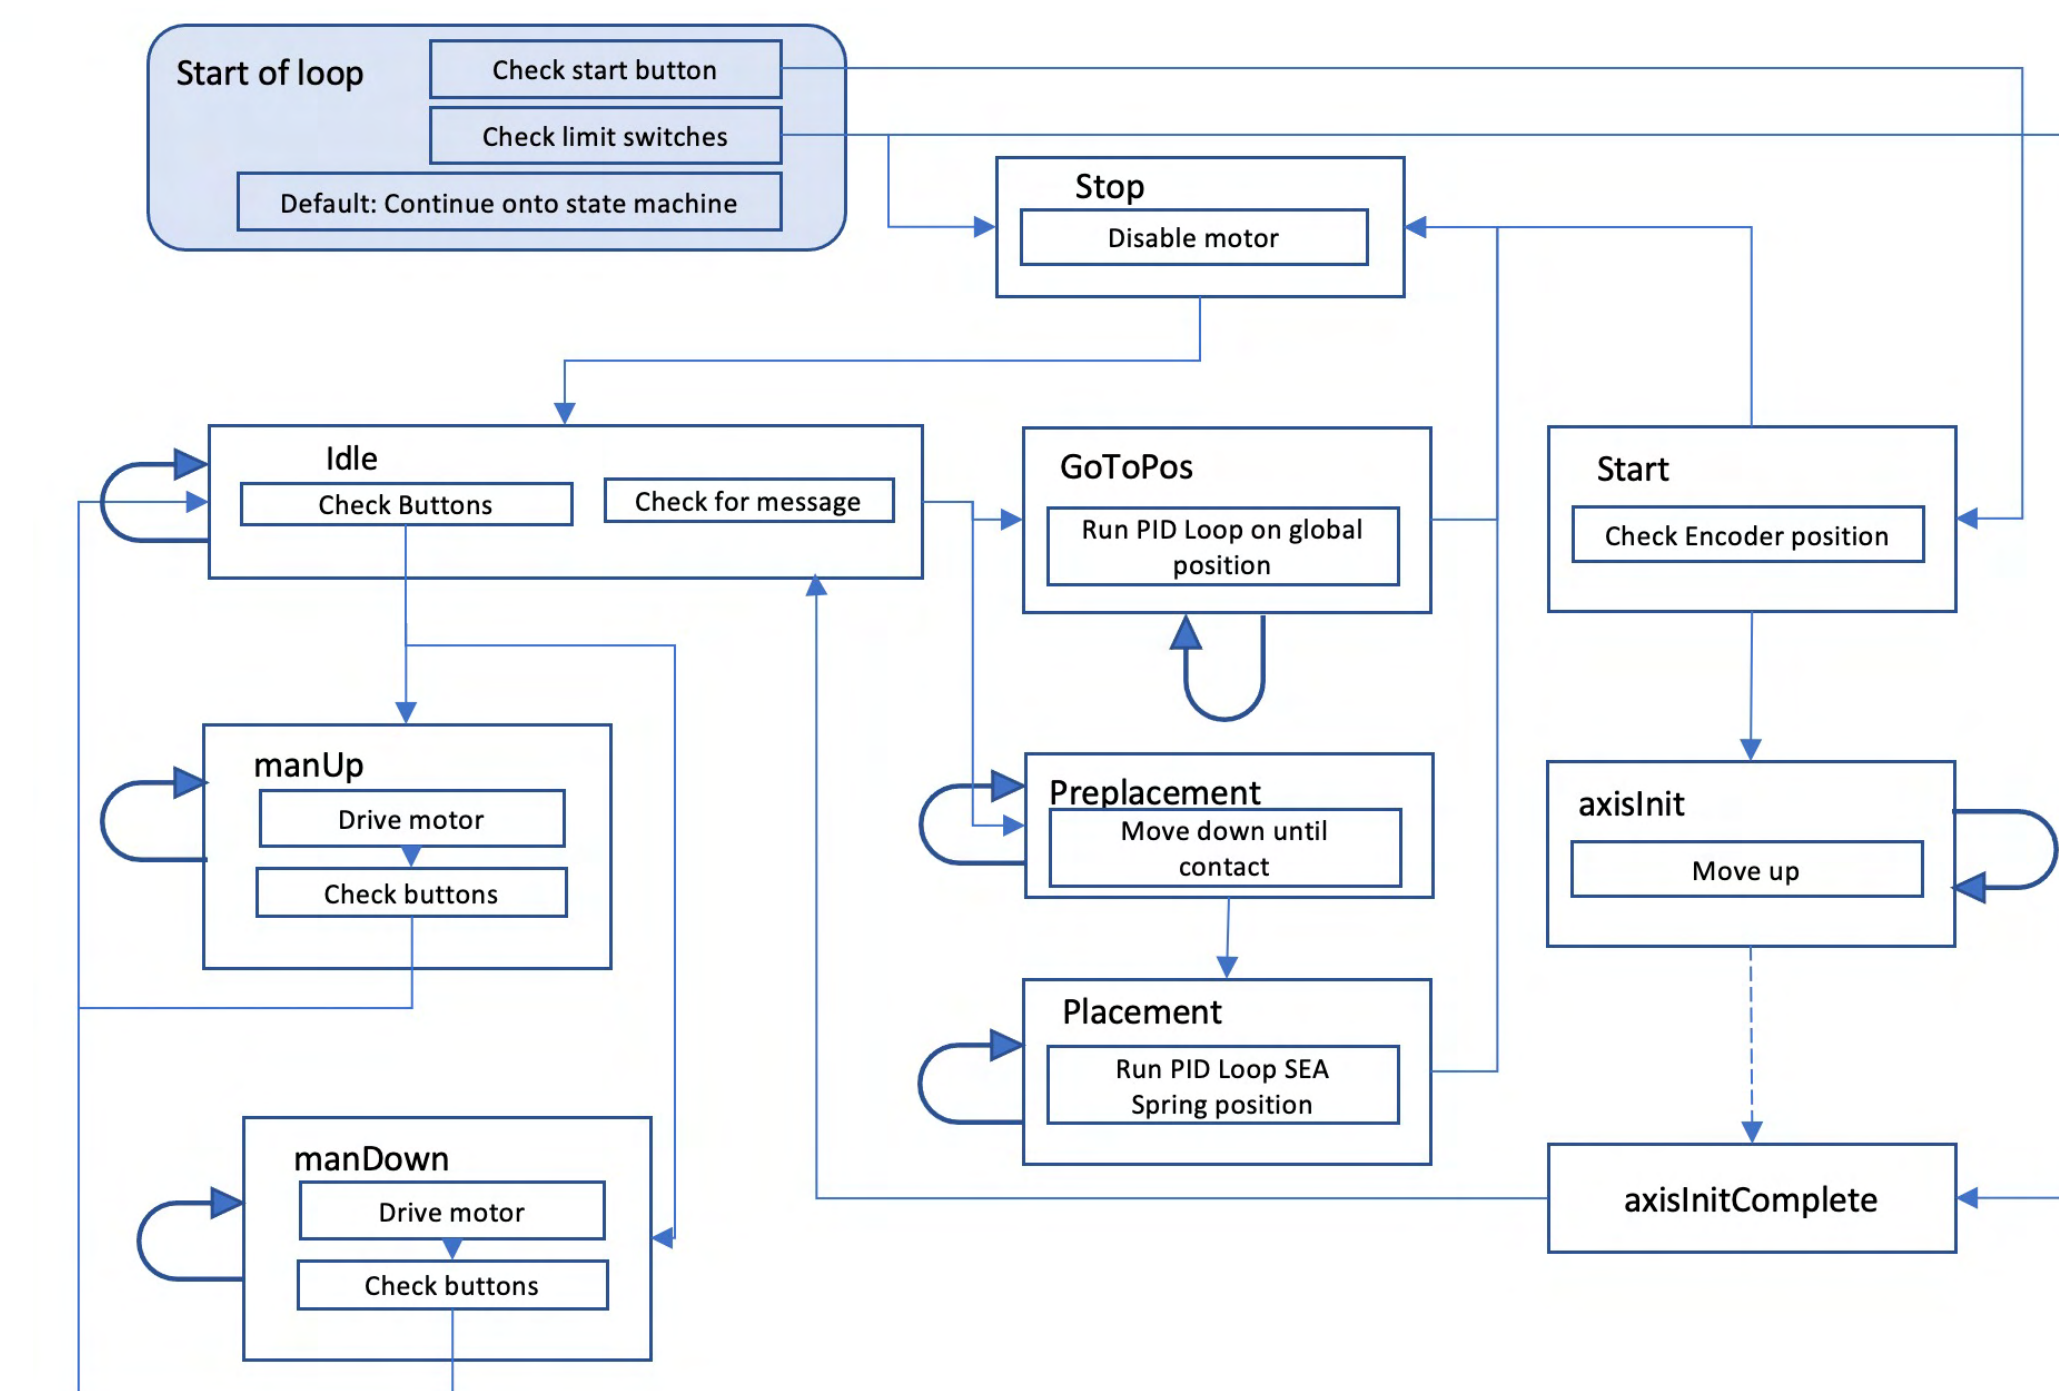 Start of loop
Check start button
Check limit switches
Default: Continue onto state machine
Stop
Disable motor
Idle
Check Buttons
Check for message
GoToPos
Run PID Loop on global
position
Start
Check Encoder position
manUp
Drive motor
Check buttons
Preplacement
Move down until
contact
axisInit
Move up
Placement
Run PID Loop SEA
Spring position
manDown
Drive motor
Check buttons
axisInitComplete